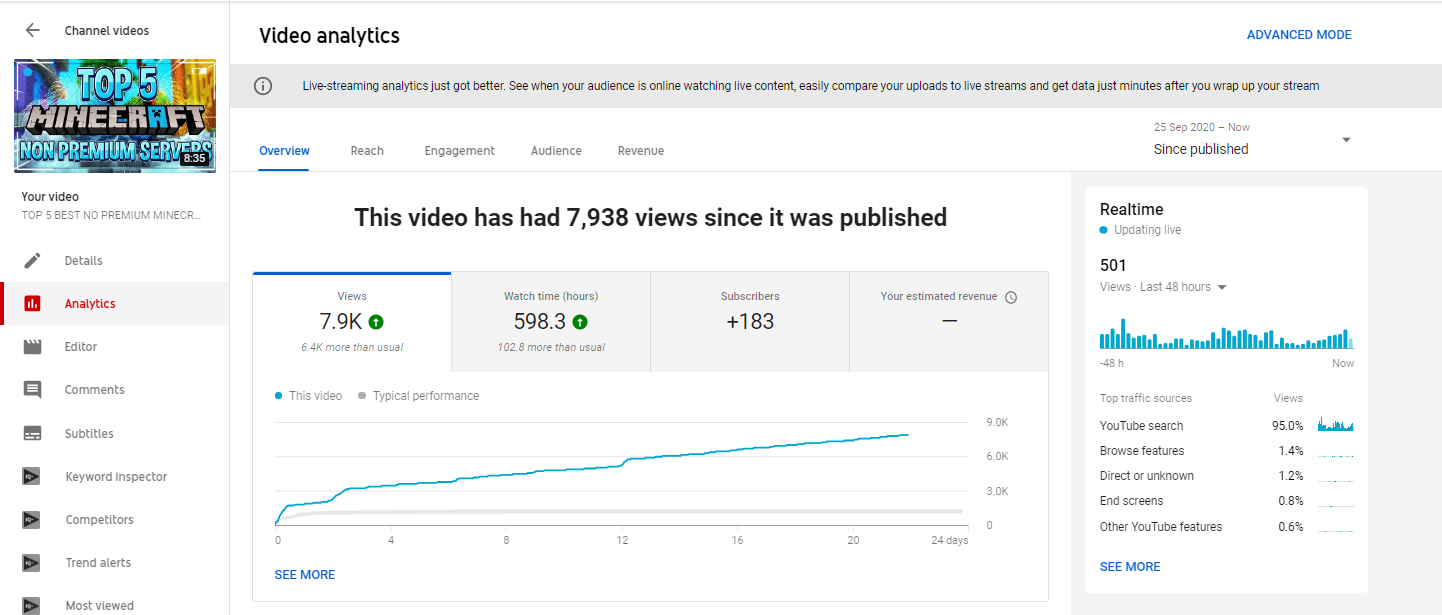 Channel videos
Video analytics
ADVANCED MODE
TOP 5
MINECRAFT
NON PREMIUM SERVERS
8:35
Live-streaming analytics just got better. See when your audience is online watching live content, easily compare your uploads to live streams and get data just minutes after you wrap up your stream
Overview
Reach
Engagement
Audience
Revenue
25 Sep 2020 – Now
Since published
Your video
TOP 5 BEST NO PREMIUM MINECR...
Details
Analytics
Editor
Comments
Subtitles
Keyword Inspector
Competitors
Trend alerts
Most viewed
This video has had 7,938 views since it was published
Views
7.9K
6.4K more than usual
Watch time (hours)
598.3
102.8 more than usual
Subscribers
+183
Your estimated revenue
—
This video
Typical performance
9.0K
6.0K
3.0K
0
0 4 8 12 16 20 24 days
SEE MORE
Realtime
Updating live
501
Views · Last 48 hours
-48 h
Now
Top traffic sources Views
YouTube search 95.0%
Browse features 1.4%
Direct or unknown 1.2%
End screens 0.8%
Other YouTube features 0.6%
SEE MORE